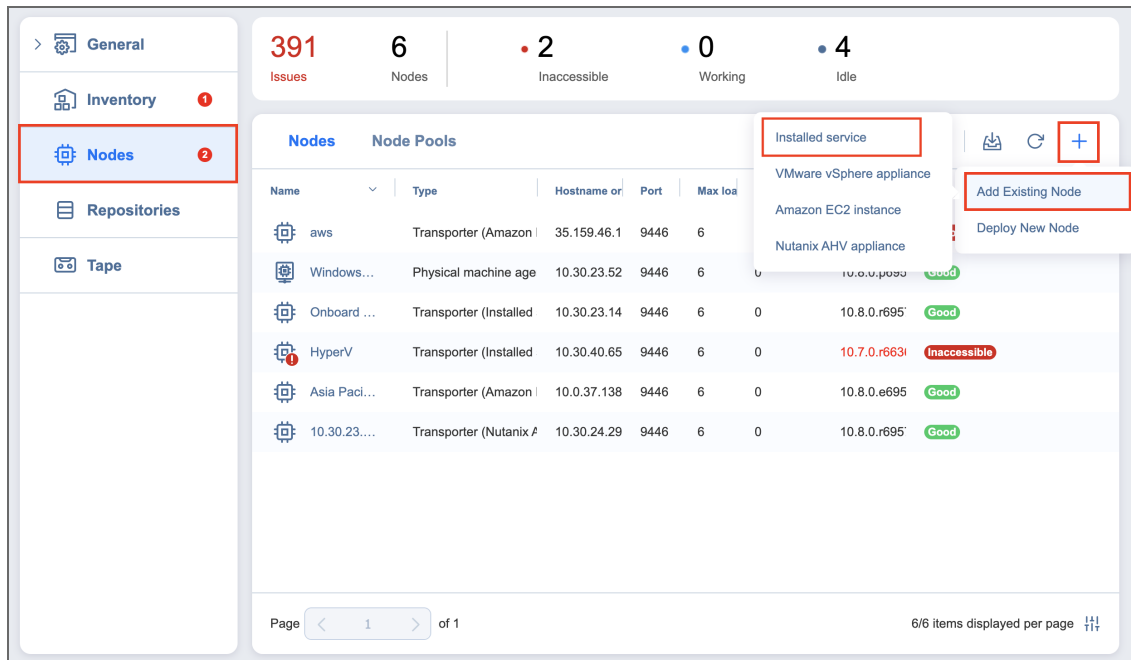 General
Inventory 1
Nodes 2
Repositories
Tape
391 6 2 0 4
Issues Nodes Inaccessible Working Idle
Nodes Node Pools
Installed service
VMware vSphere appliance
Amazon EC2 instance
Nutanix AHV appliance
Add Existing Node
Deploy New Node
Name Type Hostname or Port Max loa
aws Transporter (Amazon 35.159.46.1 9446 6
Windows... Physical machine age 10.30.23.52 9446 6 0 10.8.0.p695 Good
Onboard ... Transporter (Installed 10.30.23.14 9446 6 0 10.8.0.r695 Good
HyperV Transporter (Installed 10.30.40.65 9446 6 0 10.7.0.r663 Inaccessible
Asia Paci... Transporter (Amazon 10.0.37.138 9446 6 0 10.8.0.e695 Good
10.30.23.... Transporter (Nutanix A 10.30.24.29 9446 6 0 10.8.0.r695 Good
Page 1 of 1
6/6 items displayed per page